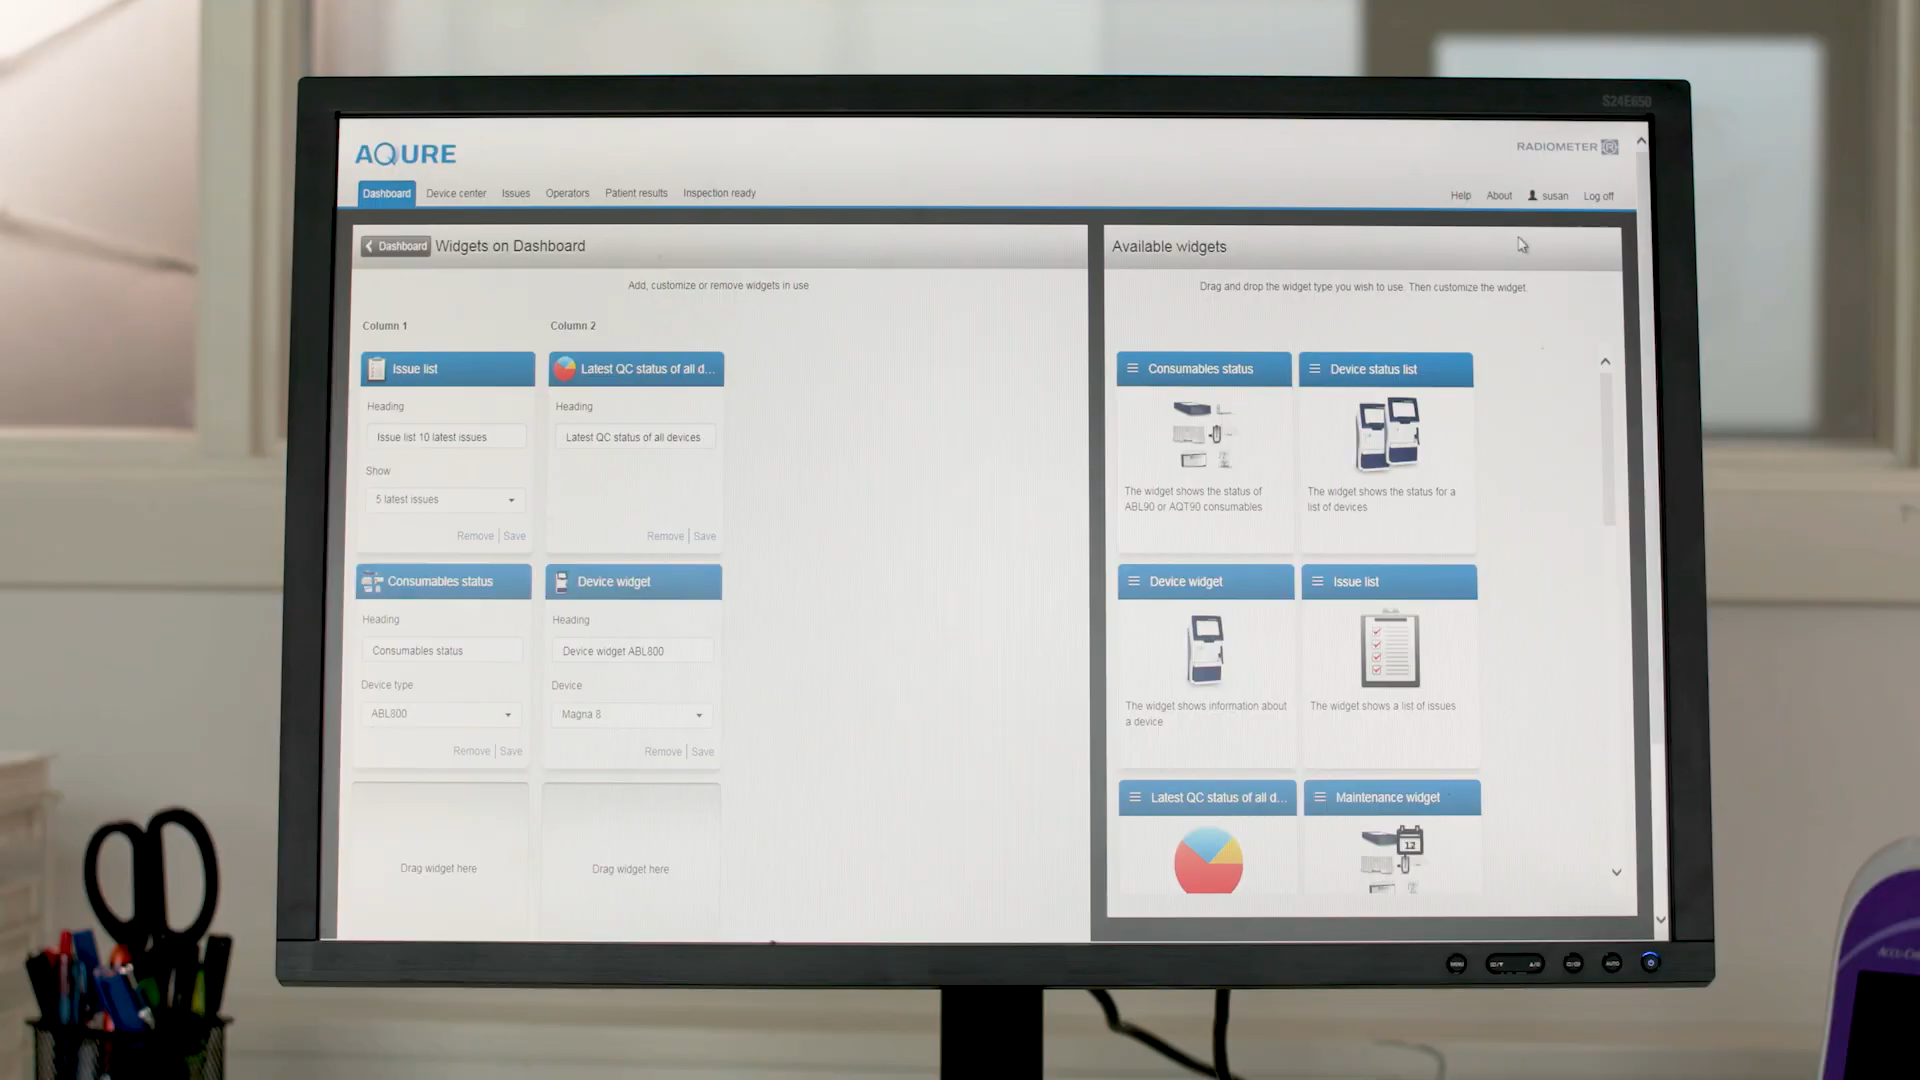 S24E650
AQURE
RADIOMETER
Dashboard Device center Issues Operators Patient results Inspection ready
Help About susan Log off
Dashboard Widgets on Dashboard
Add, customize or remove widgets in use
Column 1 Column 2
Issue list
Heading
Issue list 10 latest issues
Show
5 latest issues
Remove | Save
Latest QC status of all d...
Heading
Latest QC status of all devices
Remove | Save
Consumables status
Heading
Consumables status
Device type
ABL800
Remove | Save
Device widget
Heading
Device widget ABL800
Device
Magna 8
Remove | Save
Drag widget here
Drag widget here
Available widgets
Drag and drop the widget type you wish to use. Then customize the widget.
Consumables status
The widget shows the status of
ABL90 or AQT90 consumables
Device status list
The widget shows the status for a
list of devices
Device widget
The widget shows information about
a device
Issue list
The widget shows a list of issues
Latest QC status of all d...
Maintenance widget
12
MENU
AUTO